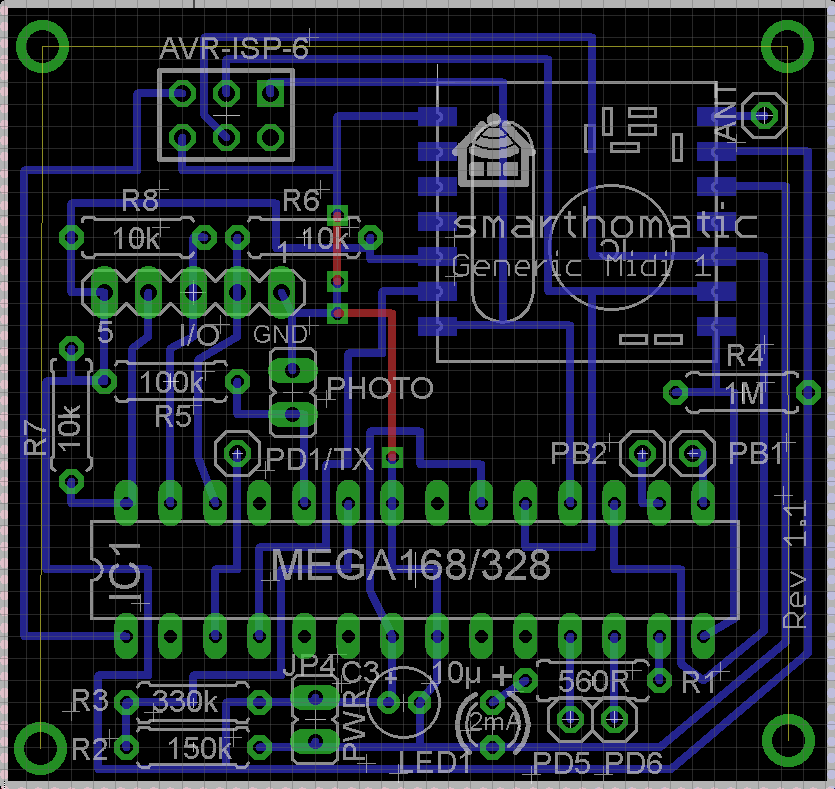 AVR-ISP-6
ANT
R8
R6
10k
10k
smarthomatic
Generic Midi 1
1
5
I/O
GND
R4
100k
PHOTO
1M
R5
R7
10k
PD1/TX
PB2
PB1
IC1
MEGA168/328
Rev 1.1
JP4
C3
10µ
R3
330k
560R
R1
PWR
2mA
R2
150k
LED1
PD5
PD6